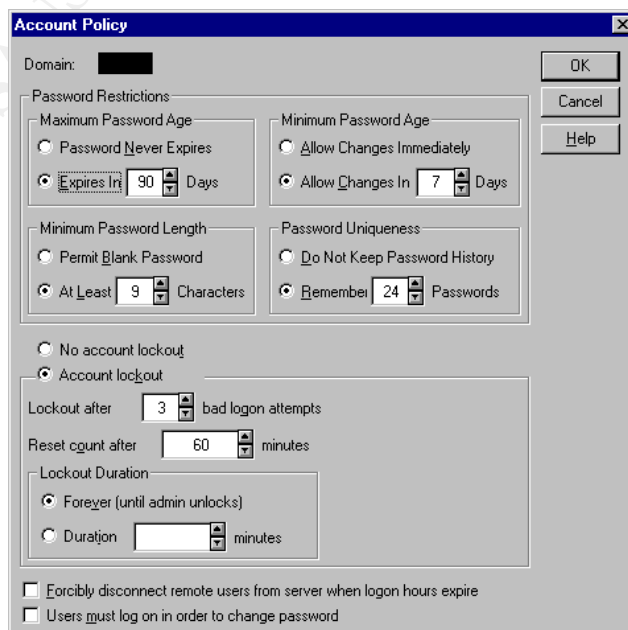 Account Policy
Domain:
OK
Cancel
Help
Password Restrictions
Maximum Password Age
Password Never Expires
Expires In 90 Days
Minimum Password Age
Allow Changes Immediately
Allow Changes In 7 Days
Minimum Password Length
Permit Blank Password
At Least 9 Characters
Password Uniqueness
Do Not Keep Password History
Remember 24 Passwords
No account lockout
Account lockout
Lockout after 3 bad logon attempts
Reset count after 60 minutes
Lockout Duration
Forever (until admin unlocks)
Duration minutes
Forcibly disconnect remote users from server when logon hours expire
Users must log on in order to change password